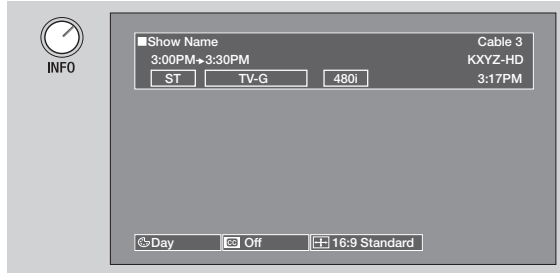 INFO
■Show Name Cable 3
3:00PM→3:30PM KXYZ-HD
ST TV-G 480i 3:17PM
Day CC Off 16:9 Standard